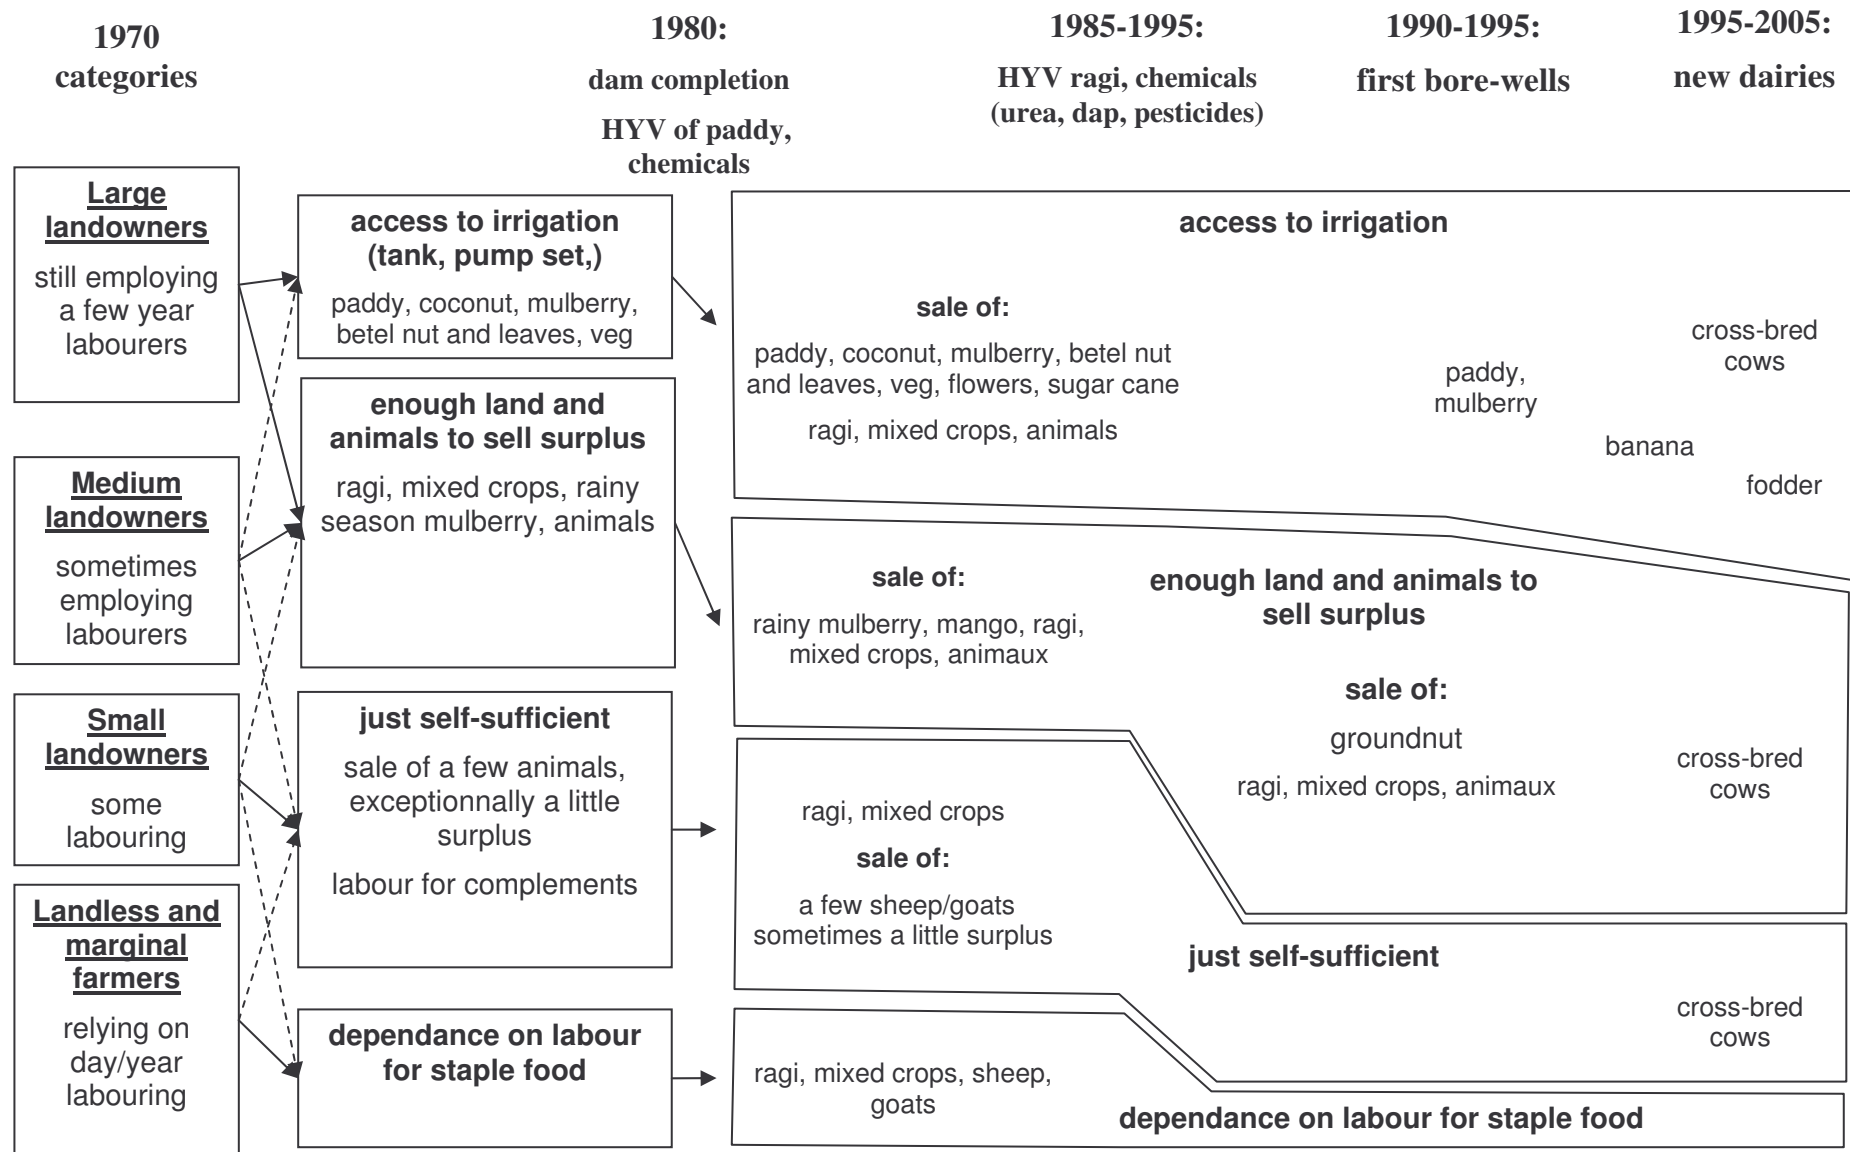 1970
categories
1980:
dam completion
HYV of paddy,
chemicals
1985-1995:
HYV ragi, chemicals
(urea, dap, pesticides)
1990-1995:
first bore-wells
1995-2005:
new dairies
Large
landowners
still employing
a few year
labourers
Medium
landowners
sometimes
employing
labourers
Small
landowners
some
labouring
Landless and
marginal
farmers
relying on
day/year
labouring
access to irrigation
(tank, pump set,)
paddy, coconut, mulberry,
betel nut and leaves, veg
enough land and
animals to sell surplus
ragi, mixed crops, rainy
season mulberry, animals
just self-sufficient
sale of a few animals,
exceptionnally a little
surplus
labour for complements
dependance on labour
for staple food
access to irrigation
sale of:
paddy, coconut, mulberry, betel nut
and leaves, veg, flowers, sugar cane
ragi, mixed crops, animals
paddy,
mulberry
banana
cross-bred
cows
fodder
enough land and animals to
sell surplus
sale of:
rainy mulberry, mango, ragi,
mixed crops, animaux
sale of:
groundnut
ragi, mixed crops, animaux
cross-bred
cows
ragi, mixed crops
sale of:
a few sheep/goats
sometimes a little surplus
just self-sufficient
cross-bred
cows
ragi, mixed crops, sheep,
goats
dependance on labour for staple food